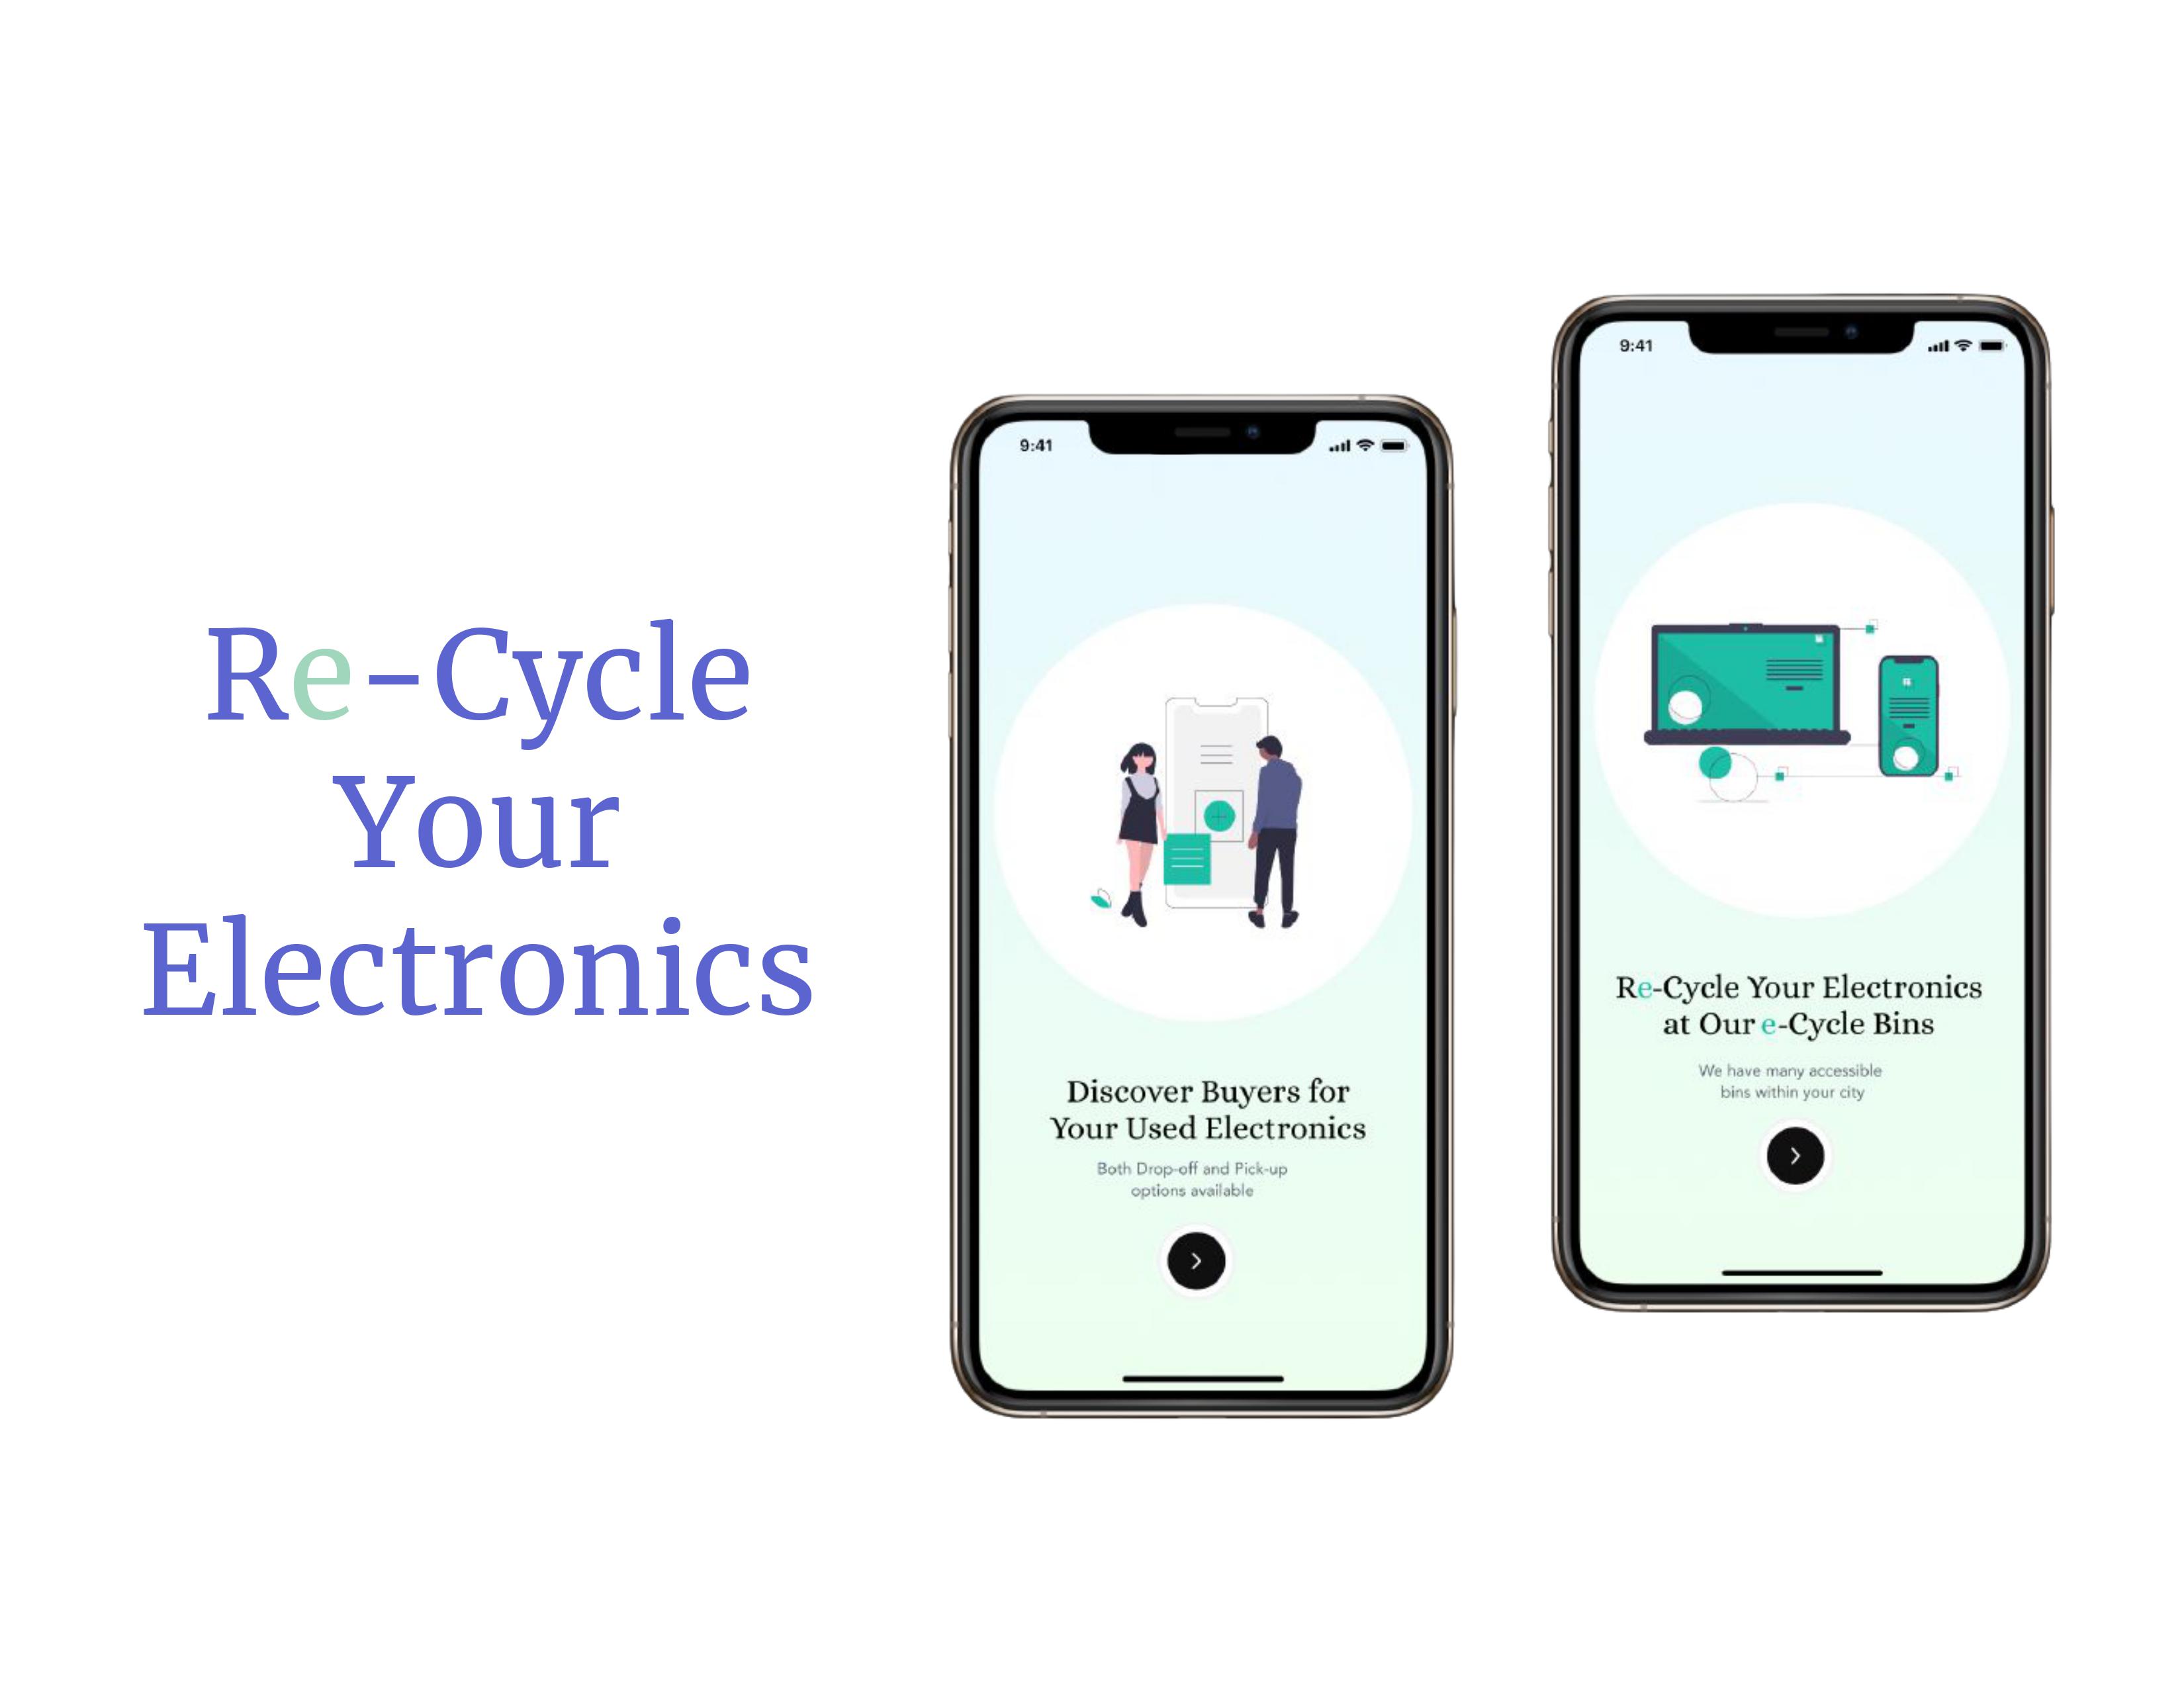 Re-Cycle
Your
Electronics
9:41
Discover Buyers for
Your Used Electronics
Both Drop-off and Pick-up
options available
9:41
Re-Cycle Your Electronics
at Our e-Cycle Bins
We have many accessible
bins within your city